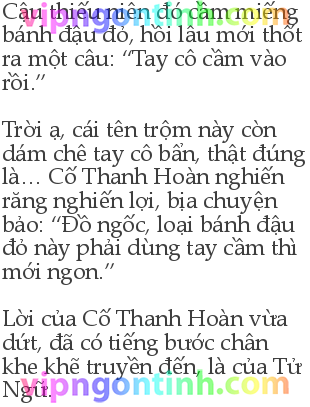 Cậu thiếu niên đó cầm miếng
bánh đậu đỏ, hồi lâu mới thốt
ra một câu: “Tay cô cầm vào
rồi.”
Trời ạ, cái tên trộm này còn
dám chê tay cô bẩn, thật đúng
là… Cố Thanh Hoàn nghiến
răng nghiến lợi, bịa chuyện
bảo: “Đồ ngốc, loại bánh đậu
đỏ này phải dùng tay cầm thì
mới ngon.”
Lời của Cố Thanh Hoàn vừa
dứt, đã có tiếng bước chân
khe khẽ truyền đến, là của Tử
Ngữ.
vipngontinh.com
vipngontinh.com